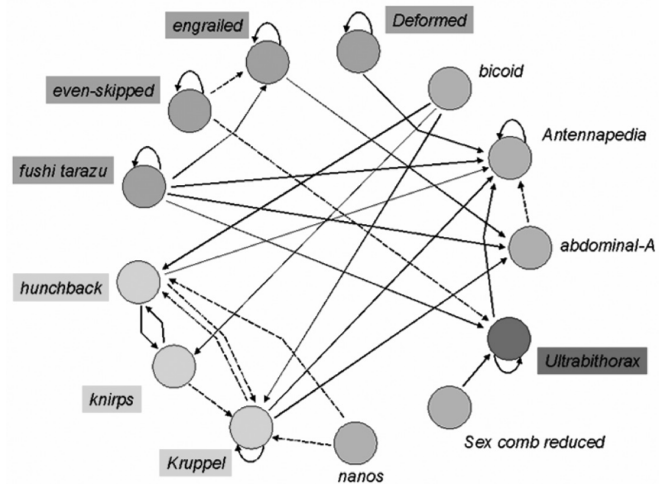 engrailed
Deformed
bicoid
even-skipped
Antennapedia
fushi tarazu
abdominal-A
hunchback
Ultrabithorax
knirps
Sex comb reduced
Kruppel
nanos